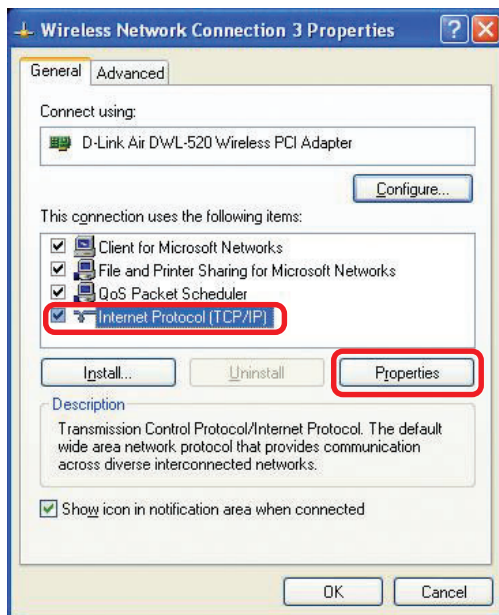 Wireless Network Connection 3 Properties
General Advanced
Connect using:
D-Link Air DWL-520 Wireless PCI Adapter
Configure...
This connection uses the following items:
Client for Microsoft Networks
File and Printer Sharing for Microsoft Networks
QoS Packet Scheduler
Internet Protocol (TCP/IP)
Install... Uninstall Properties
Description
Transmission Control Protocol/Internet Protocol. The default
wide area network protocol that provides communication
across diverse interconnected networks.
Show icon in notification area when connected
OK Cancel